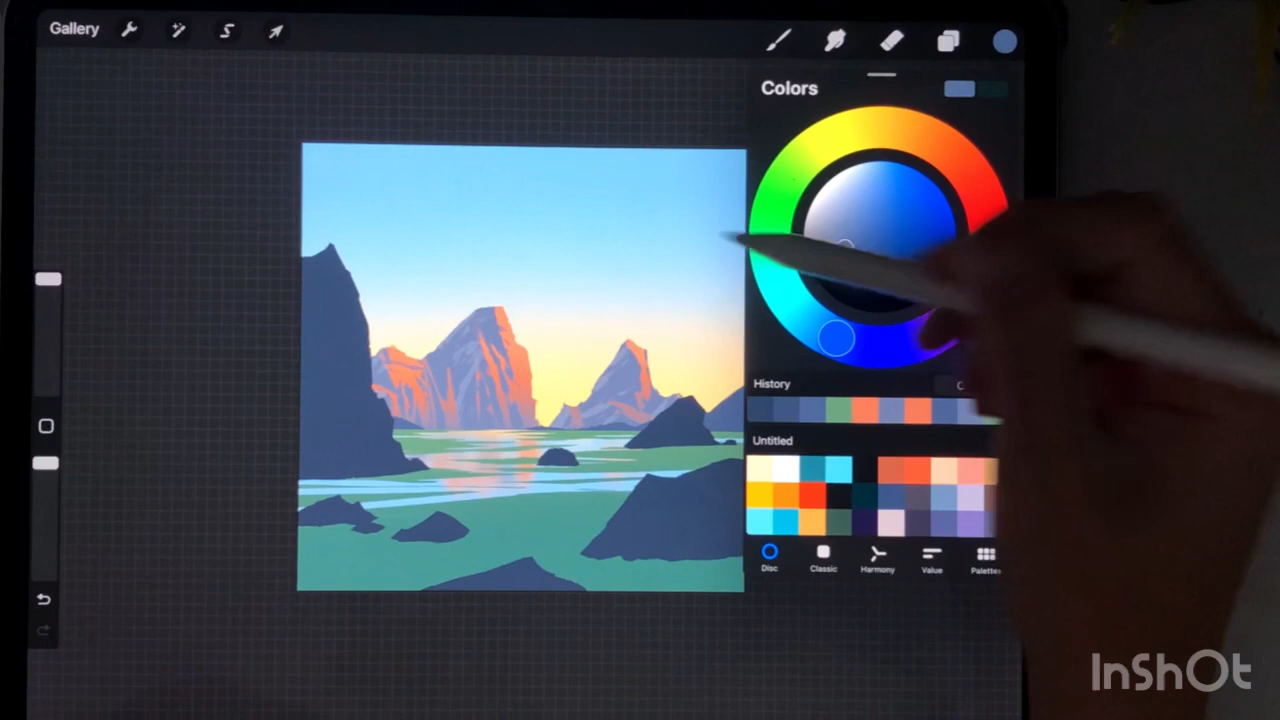 Gallery
Colors
History
C
Untitled
Disc
Classic
Harmony
Value
Palettes
InShOt